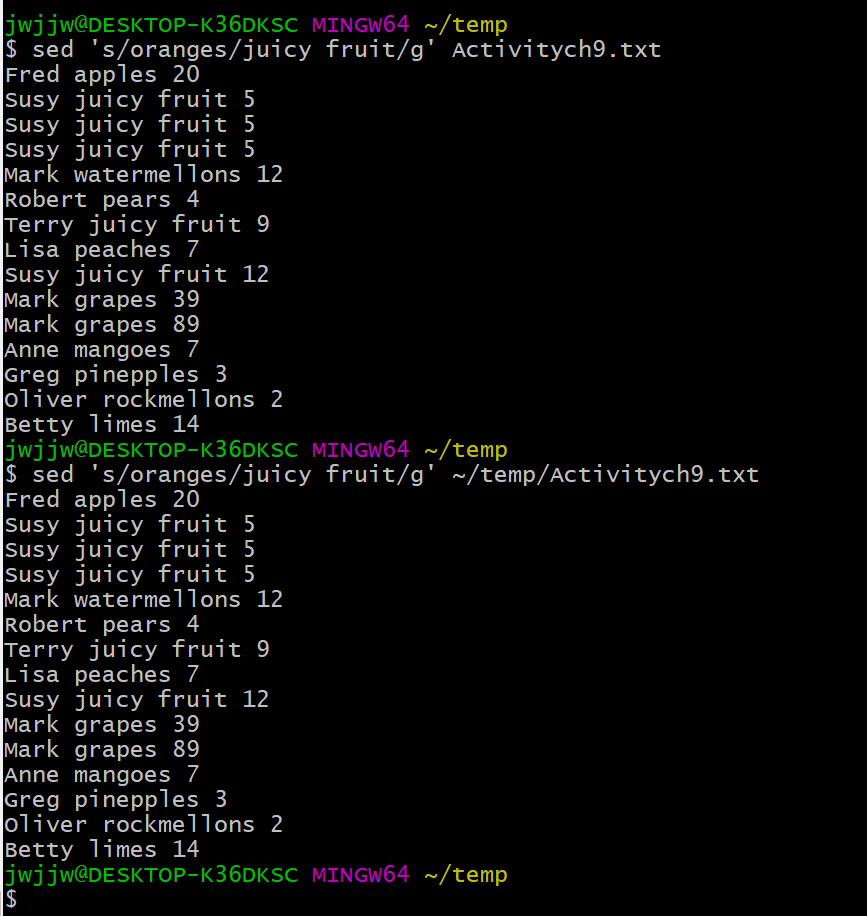 jwjjw@DESKTOP-K36DKSC MINGW64 ~/temp
$ sed 's/oranges/juicy fruit/g' Activitych9.txt
Fred apples 20
Susy juicy fruit 5
Susy juicy fruit 5
Susy juicy fruit 5
Mark watermellons 12
Robert pears 4
Terry juicy fruit 9
Lisa peaches 7
Susy juicy fruit 12
Mark grapes 39
Mark grapes 89
Anne mangoes 7
Greg pinepples 3
Oliver rockmellons 2
Betty limes 14
jwjjw@DESKTOP-K36DKSC MINGW64 ~/temp
$ sed 's/oranges/juicy fruit/g' ~/temp/Activitych9.txt
Fred apples 20
Susy juicy fruit 5
Susy juicy fruit 5
Susy juicy fruit 5
Mark watermellons 12
Robert pears 4
Terry juicy fruit 9
Lisa peaches 7
Susy juicy fruit 12
Mark grapes 39
Mark grapes 89
Anne mangoes 7
Greg pinepples 3
Oliver rockmellons 2
Betty limes 14
jwjjw@DESKTOP-K36DKSC MINGW64 ~/temp
$